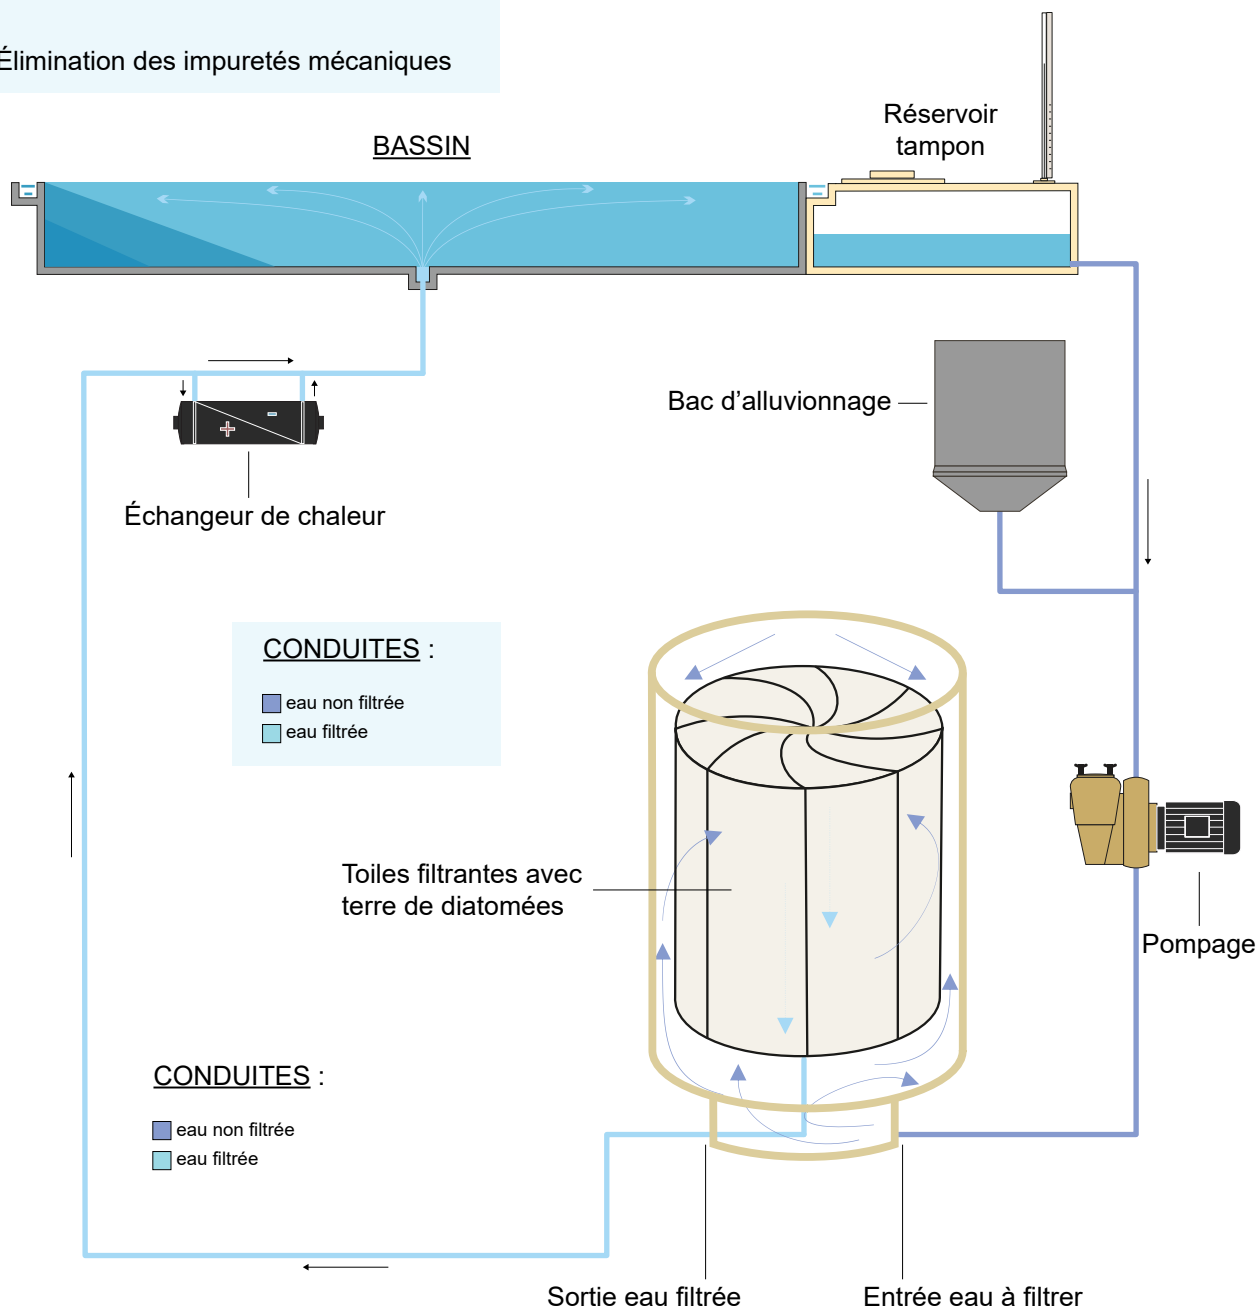 Élimination des impuretés mécaniques
BASSIN
Réservoir
tampon
Bac d’alluvionnage
Échangeur de chaleur
CONDUITES :
eau non filtrée
eau filtrée
Toiles filtrantes avec
terre de diatomées
Pompage
CONDUITES :
eau non filtrée
eau filtrée
Sortie eau filtrée
Entrée eau à filtrer